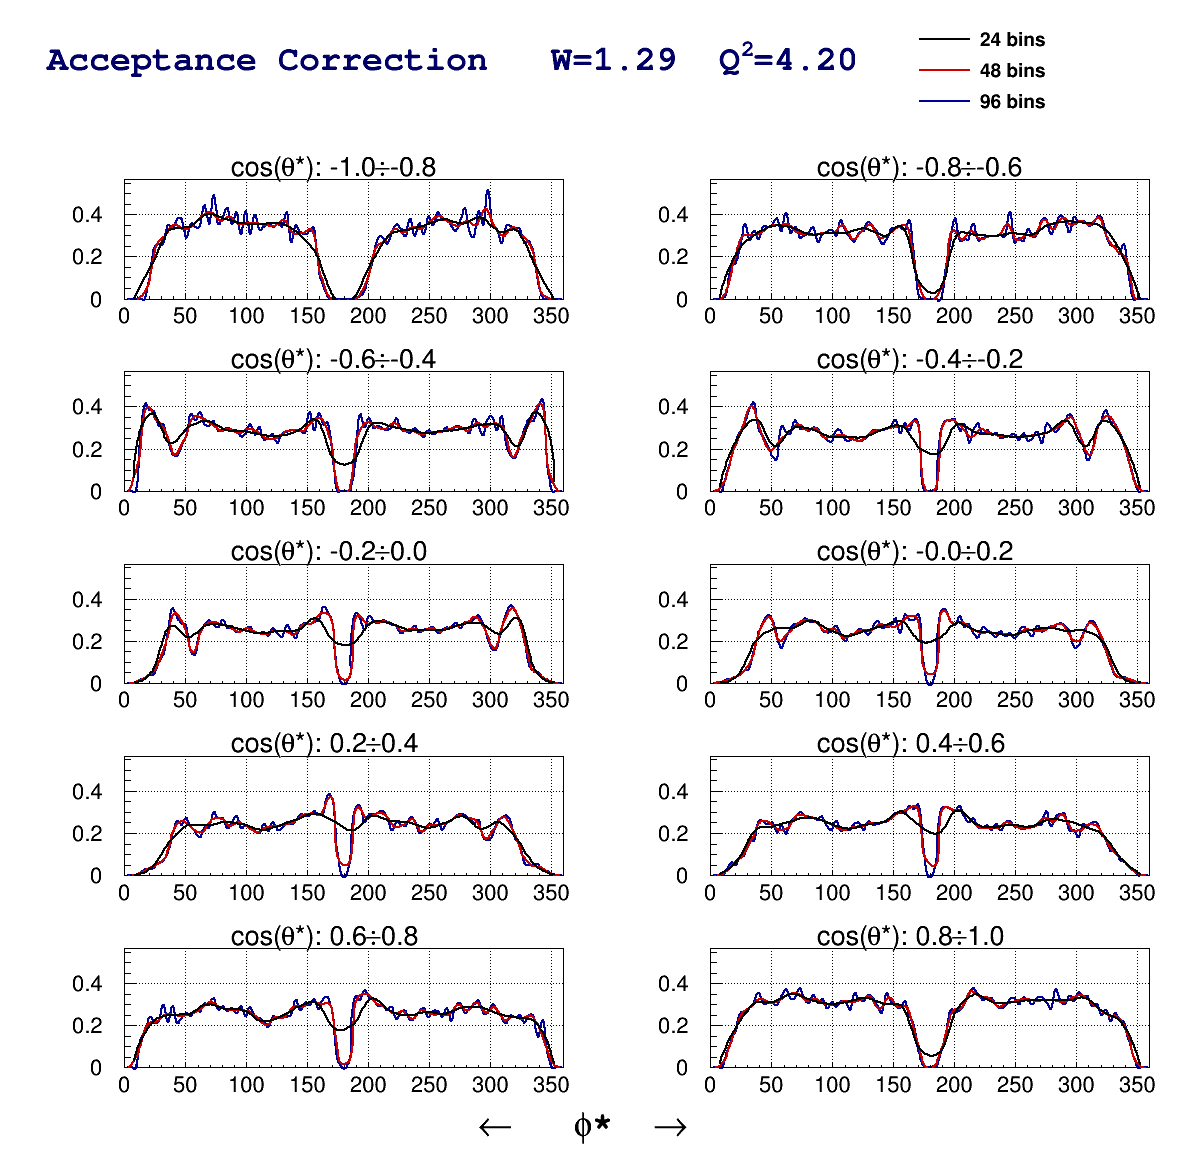 Acceptance Correction W=1.29 Q²=4.20
24 bins
48 bins
96 bins
cos(θ*): -1.0÷-0.8
0.4
0.2
0
0 50 100 150 200 250 300 350
cos(θ*): -0.8÷-0.6
0.4
0.2
0
0 50 100 150 200 250 300 350
cos(θ*): -0.6÷-0.4
0.4
0.2
0
0 50 100 150 200 250 300 350
cos(θ*): -0.4÷-0.2
0.4
0.2
0
0 50 100 150 200 250 300 350
cos(θ*): -0.2÷0.0
0.4
0.2
0
0 50 100 150 200 250 300 350
cos(θ*): -0.0÷0.2
0.4
0.2
0
0 50 100 150 200 250 300 350
cos(θ*): 0.2÷0.4
0.4
0.2
0
0 50 100 150 200 250 300 350
cos(θ*): 0.4÷0.6
0.4
0.2
0
0 50 100 150 200 250 300 350
cos(θ*): 0.6÷0.8
0.4
0.2
0
0 50 100 150 200 250 300 350
cos(θ*): 0.8÷1.0
0.4
0.2
0
0 50 100 150 200 250 300 350
← ϕ* →